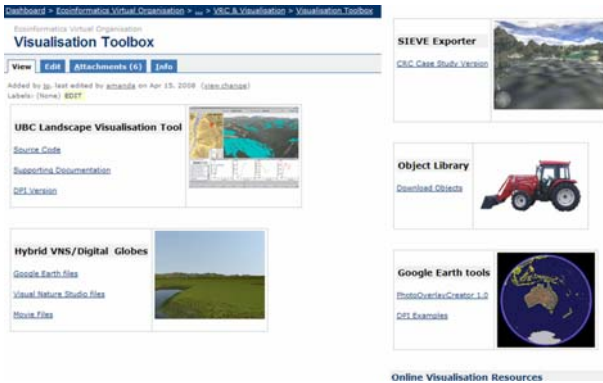 Dashboard > Ecoinformatics Virtual Organisation > ... > VRC & Visualisation > Visualisation Toolbox
Ecoinformatics Virtual Organisation
Visualisation Toolbox
View Edit Attachments (6) Info
Added by jp, last edited by amanda on Apr 15, 2008 (view change)
Labels: (None) EDIT
UBC Landscape Visualisation Tool
Source Code
Supporting Documentation
DPI Version
Hybrid VNS/Digital Globes
Google Earth files
Visual Nature Studio files
Movie Files
SIEVE Exporter
CRC Case Study Version
Object Library
Download Objects
Google Earth tools
PhotoOverlayCreator 1.0
DPI Examples
Online Visualisation Resources